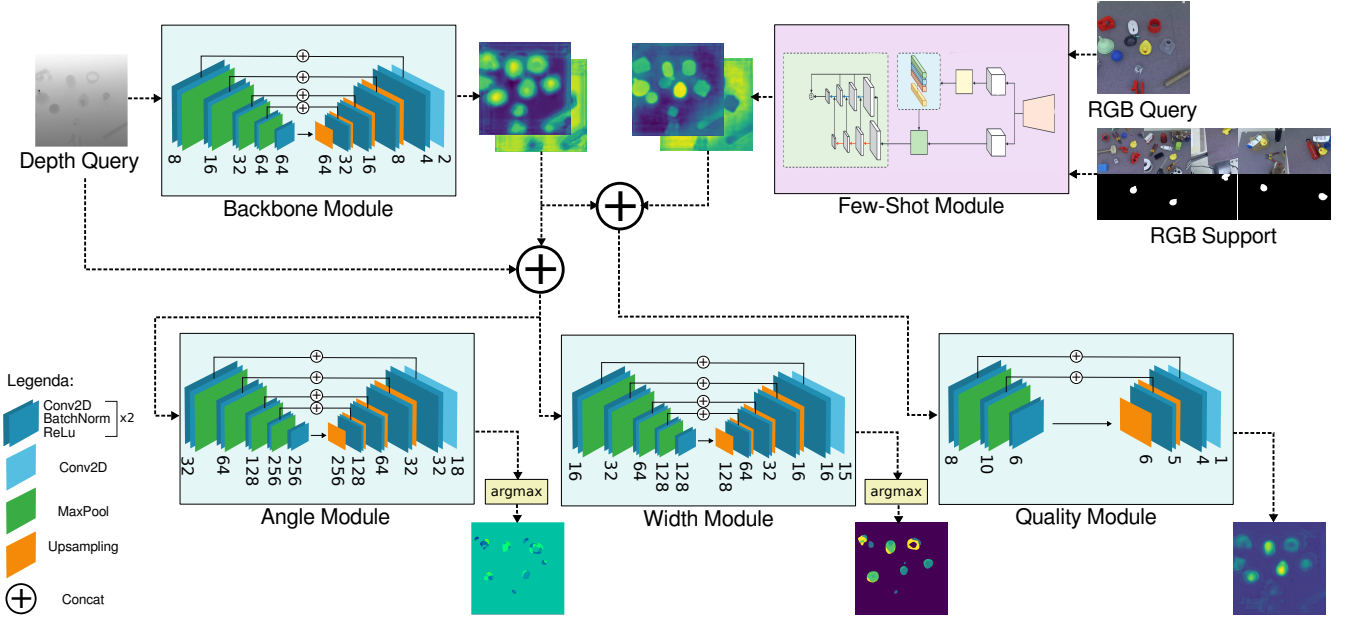 Depth Query
8
16
32
64
64
64
32
16
8
4
2
Backbone Module
Few-Shot Module
RGB Query
RGB Support
Legenda:
Conv2D
BatchNorm
ReLu
x2
Conv2D
MaxPool
Upsampling
Concat
32
64
128
256
256
256
128
64
32
32
18
Angle Module
argmax
16
32
64
128
128
128
64
32
16
16
15
Width Module
argmax
8
10
6
6
5
4
1
Quality Module